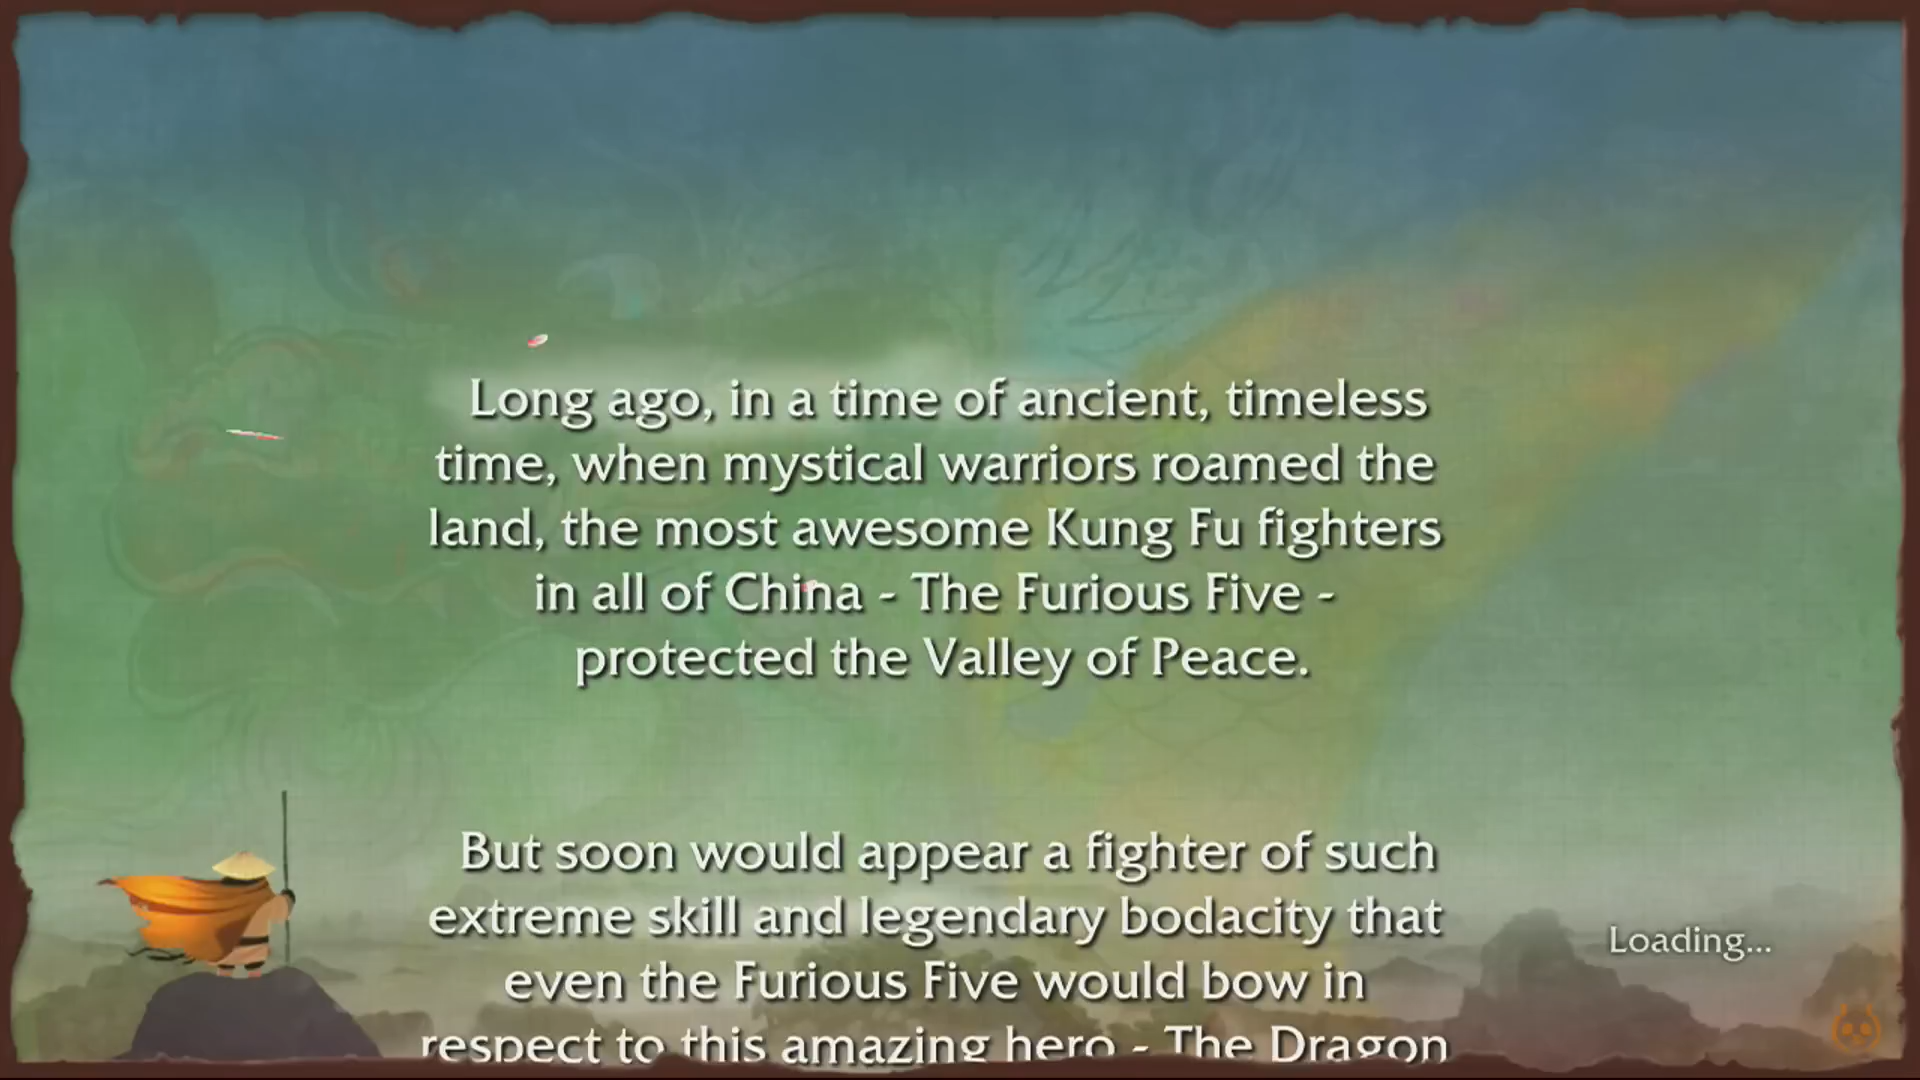 Long ago, in a time of ancient, timeless
time, when mystical warriors roamed the
land, the most awesome Kung Fu fighters
in all of China - The Furious Five -
protected the Valley of Peace.
But soon would appear a fighter of such
extreme skill and legendary bodacity that
even the Furious Five would bow in
respect to this amazing hero - The Dragon
Loading...